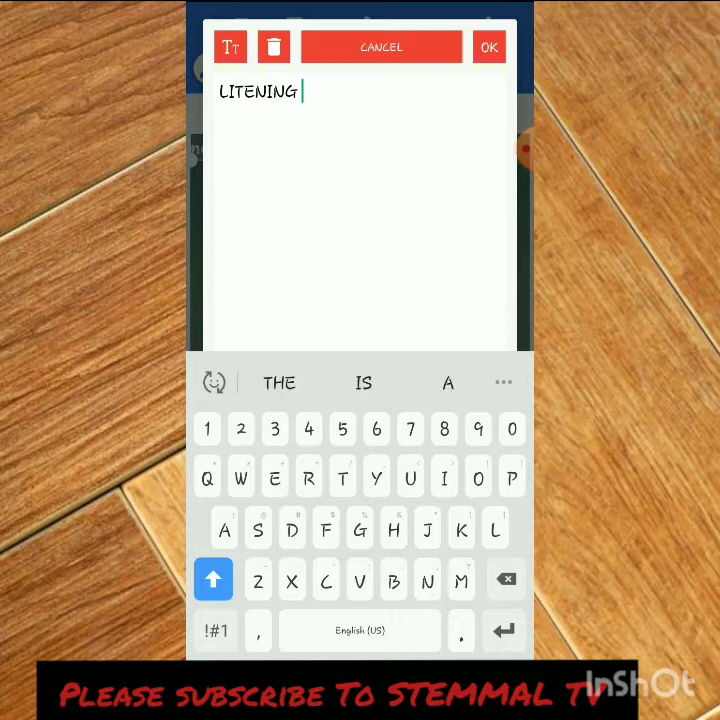 TT
CANCEL
OK
LITENING
THE IS A
1 2 3 4 5 6 7 8 9 0
Q W E R T Y U I O P
A S D F G H J K L
Z X C V B N M
!#1 , English (US) .
PLEASE SUBSCRIBE TO STEMMAL TV
InShOt